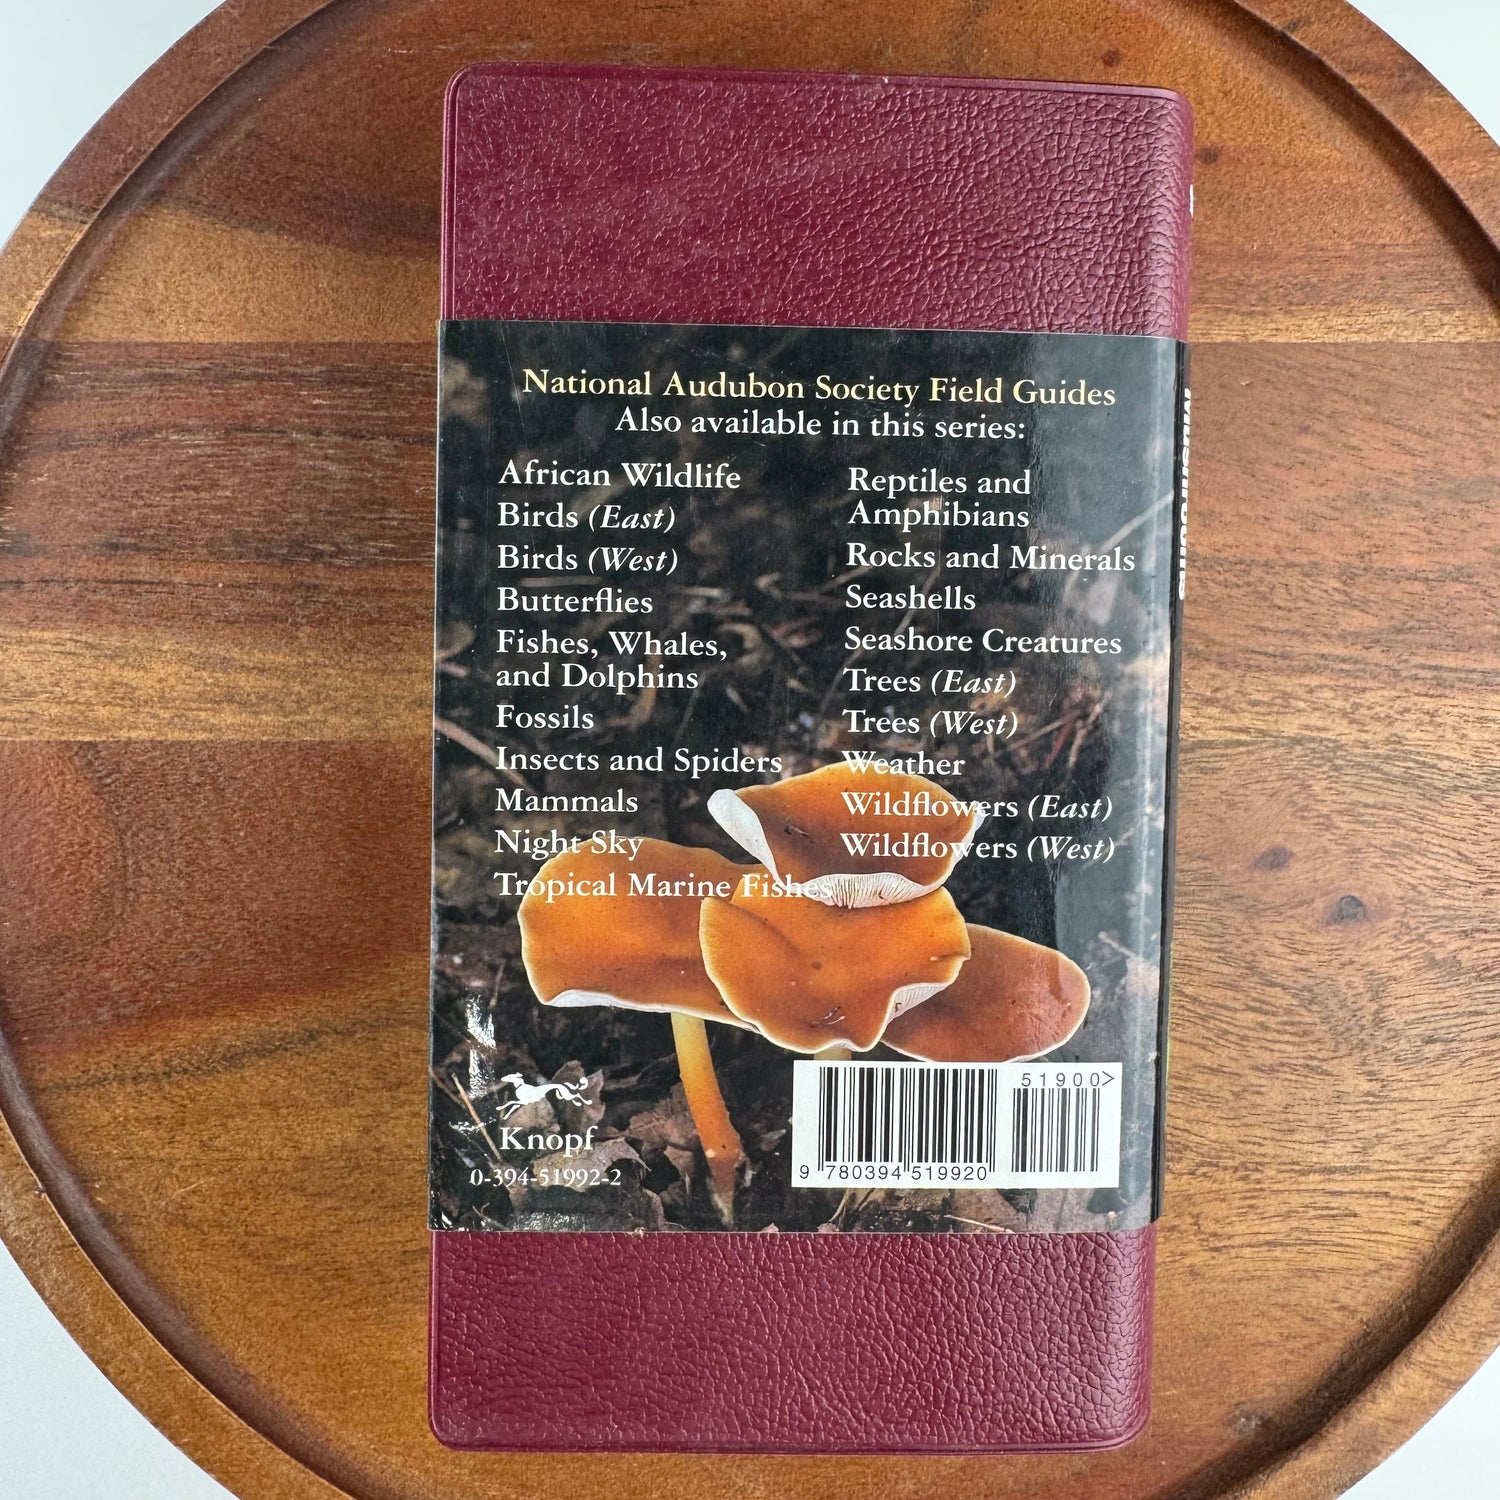 National Audubon Society Field Guides
Also available in this series:
African Wildlife
Birds (East)
Birds (West)
Butterflies
Fishes, Whales,
and Dolphins
Fossils
Insects and Spiders
Mammals
Night Sky
Tropical Marine Fishes
Reptiles and
Amphibians
Rocks and Minerals
Seashells
Seashore Creatures
Trees (East)
Trees (West)
Weather
Wildflowers (East)
Wildflowers (West)
Knopf
0-394-51992-2
51900>
9 780394 519920
MUSHROOMS